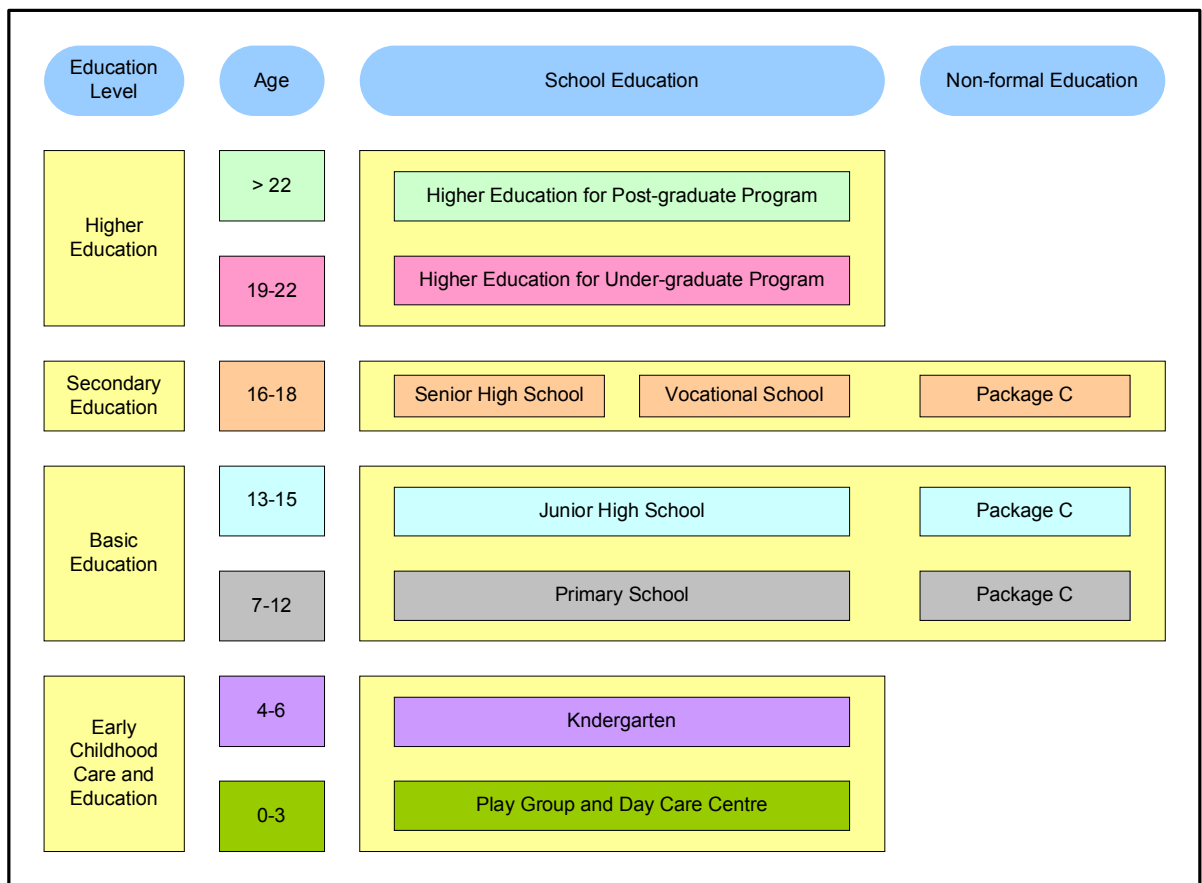 Education
Level
Age
School Education
Non-formal Education
Higher
Education
> 22
Higher Education for Post-graduate Program
19-22
Higher Education for Under-graduate Program
Secondary
Education
16-18
Senior High School
Vocational School
Package C
Basic
Education
13-15
Junior High School
Package C
7-12
Primary School
Package C
Early
Childhood
Care and
Education
4-6
Kndergarten
0-3
Play Group and Day Care Centre